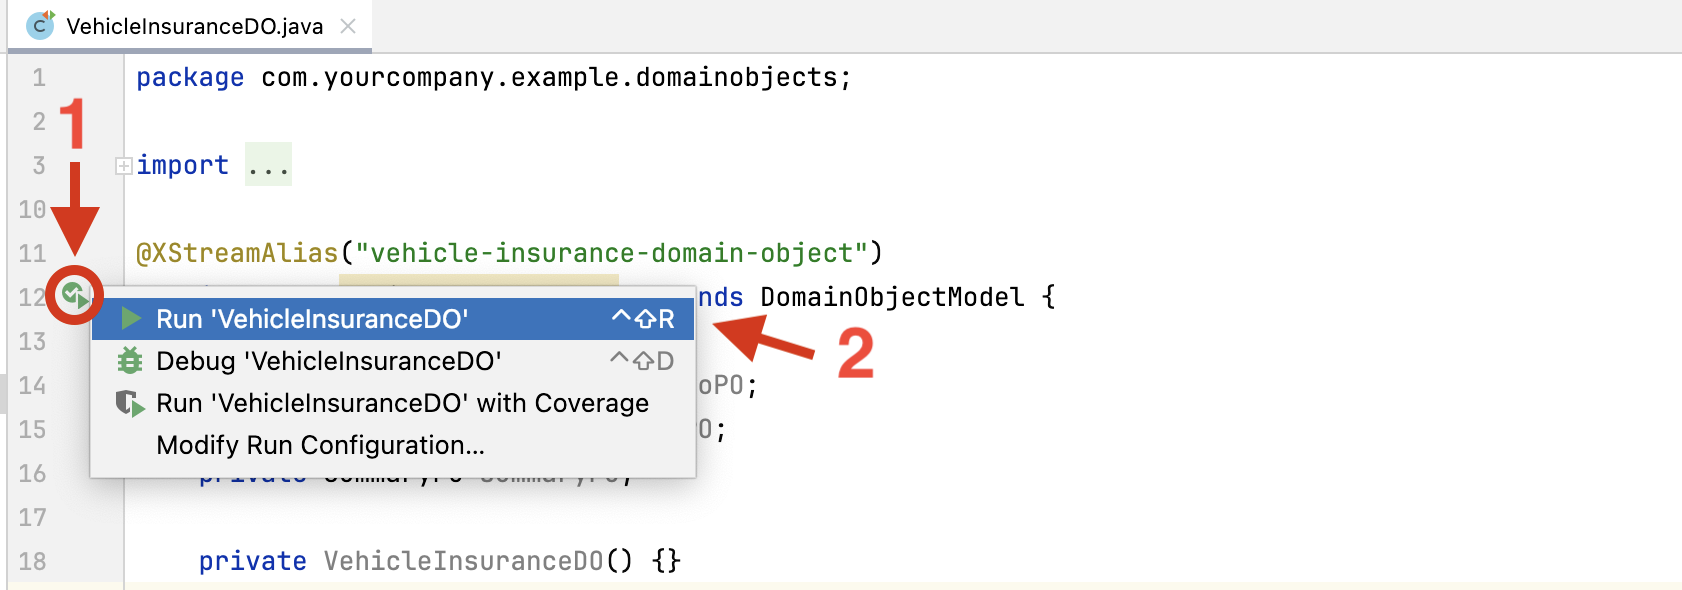 VehicleInsuranceDO.java
1 package com.yourcompany.example.domainobjects;
2
1
3 import ...
10
11 @XStreamAlias("vehicle-insurance-domain-object")
12 nds DomainObjectModel {
Run 'VehicleInsuranceDO' ^⇧R
2
13
Debug 'VehicleInsuranceDO' ^⇧D
14 oPO;
Run 'VehicleInsuranceDO' with Coverage
15 O;
Modify Run Configuration...
16 private
17
18 private VehicleInsuranceDO() {}